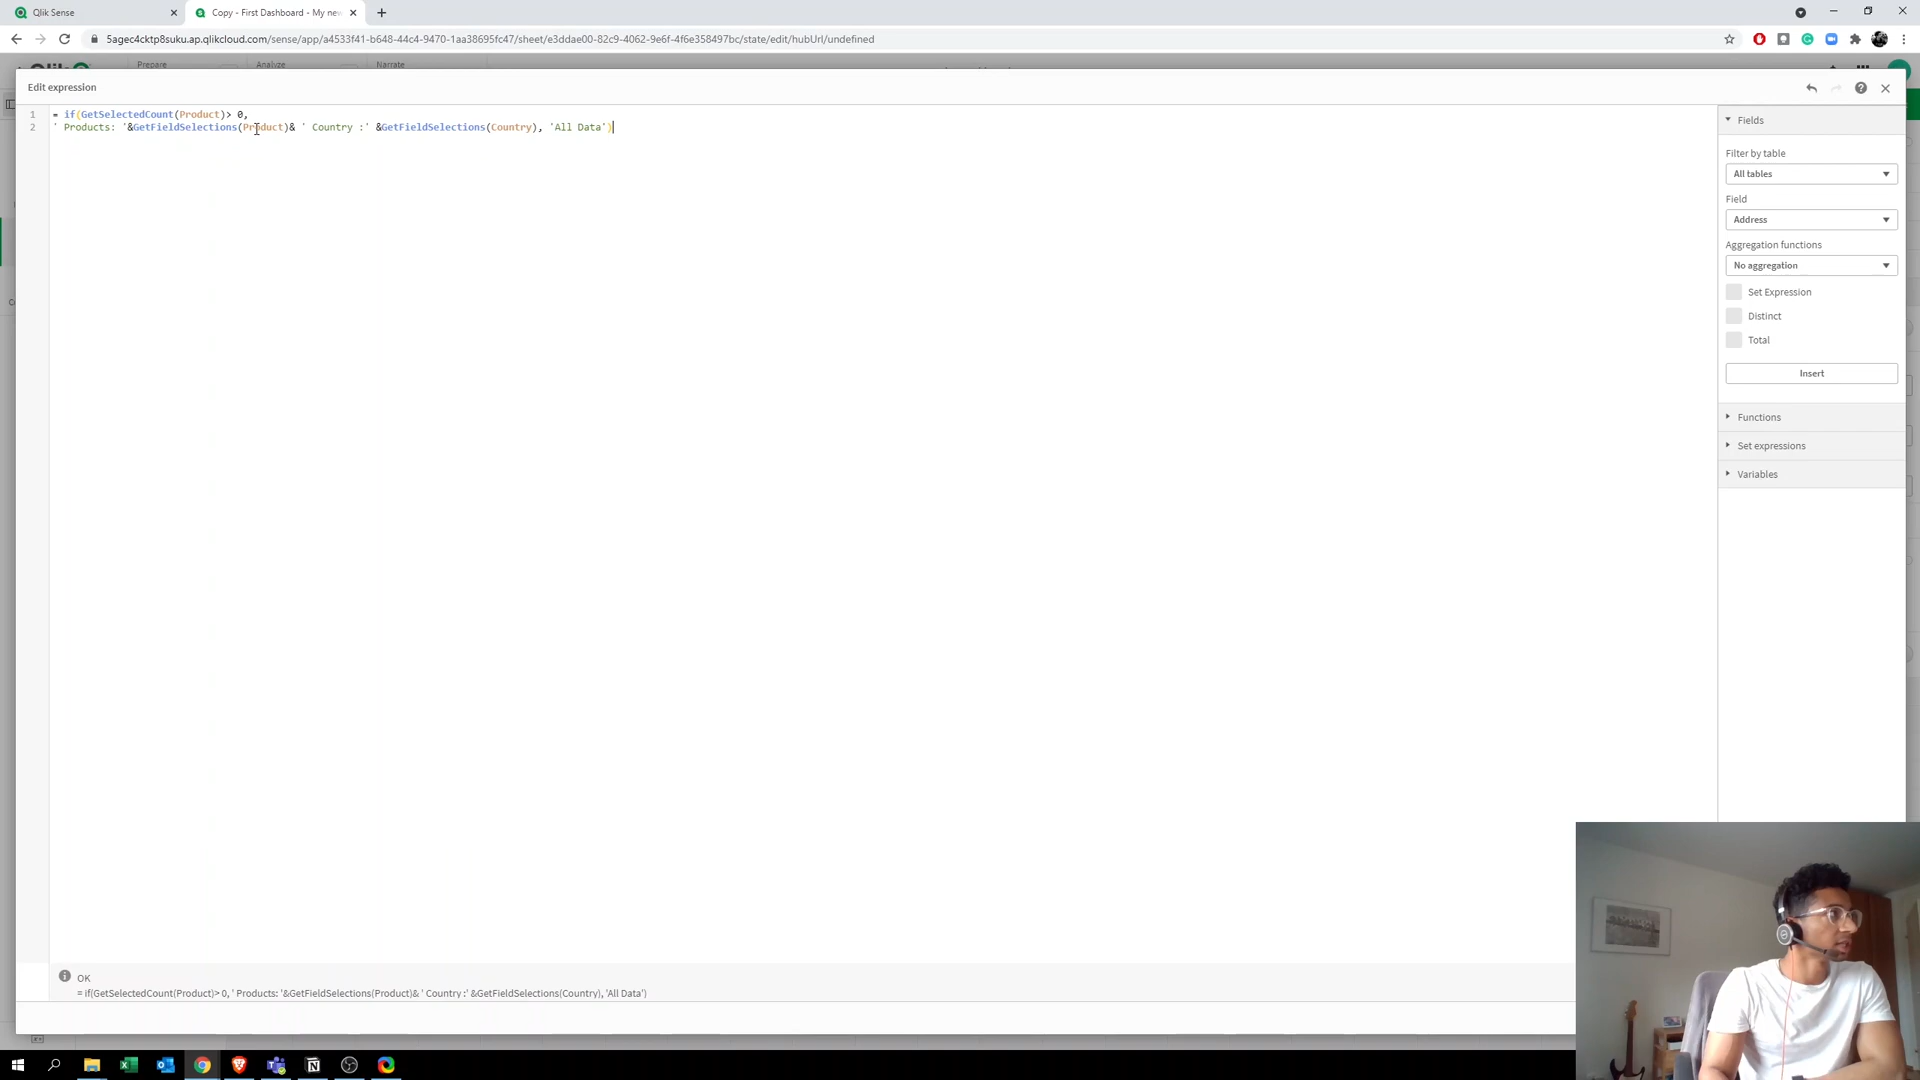 Qlik Sense
Copy - First Dashboard - My new
5agec4cktp8suku.ap.qlikcloud.com/sense/app/a4533f41-b648-44c4-9470-1aa38695fc47/sheet/e3ddae00-82c9-4062-9e6f-4f6e358497bc/state/edit/hubUrl/undefined
Prepare
Analyze
Narrate
Edit expression
1 = if(GetSelectedCount(Product)> 0,
2 ' Products: '&GetFieldSelections(Product)& ' Country :' &GetFieldSelections(Country), 'All Data')
Fields
Filter by table
All tables
Field
Address
Aggregation functions
No aggregation
Set Expression
Distinct
Total
Insert
Functions
Set expressions
Variables
OK
= if(GetSelectedCount(Product)> 0, ' Products: '&GetFieldSelections(Product)& ' Country :' &GetFieldSelections(Country), 'All Data')